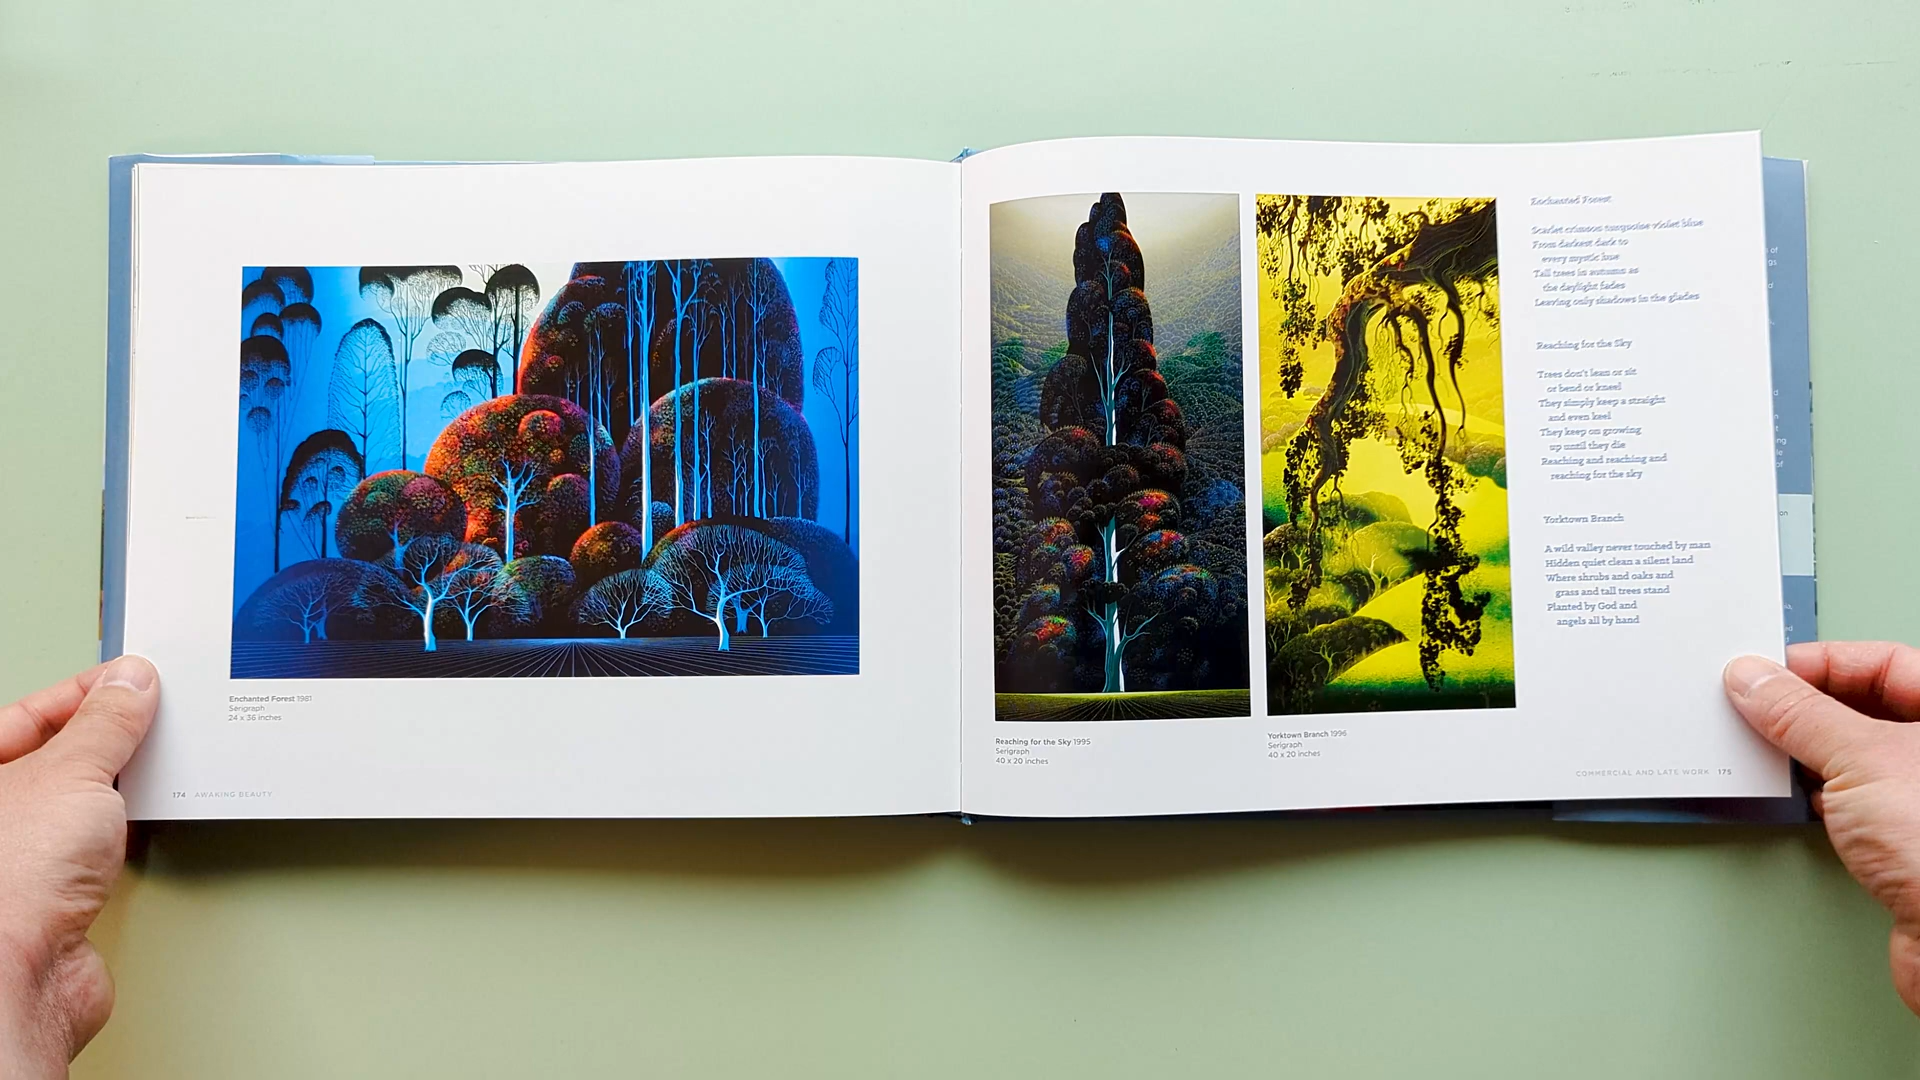 Enchanted Forest 1981
Serigraph
24 x 36 inches
174 AWAKING BEAUTY
Reaching for the Sky 1995
Serigraph
40 x 20 inches
Yorktown Branch 1996
Serigraph
40 x 20 inches
Enchanted Forest
Scarlet crimson turquoise violet blue
From darkest dark to
every mystic hue
Tall trees in autumn as
the daylight fades
Leaving only shadows in the glades
Reaching for the Sky
Trees don't lean or sit
or bend or kneel
They simply keep a straight
and even keel
They keep on growing
up until they die
Reaching and reaching and
reaching for the sky
Yorktown Branch
A wild valley never touched by man
Hidden quiet clean a silent land
Where shrubs and oaks and
grass and tall trees stand
Planted by God and
angels all by hand
COMMERCIAL AND LATE WORK 175